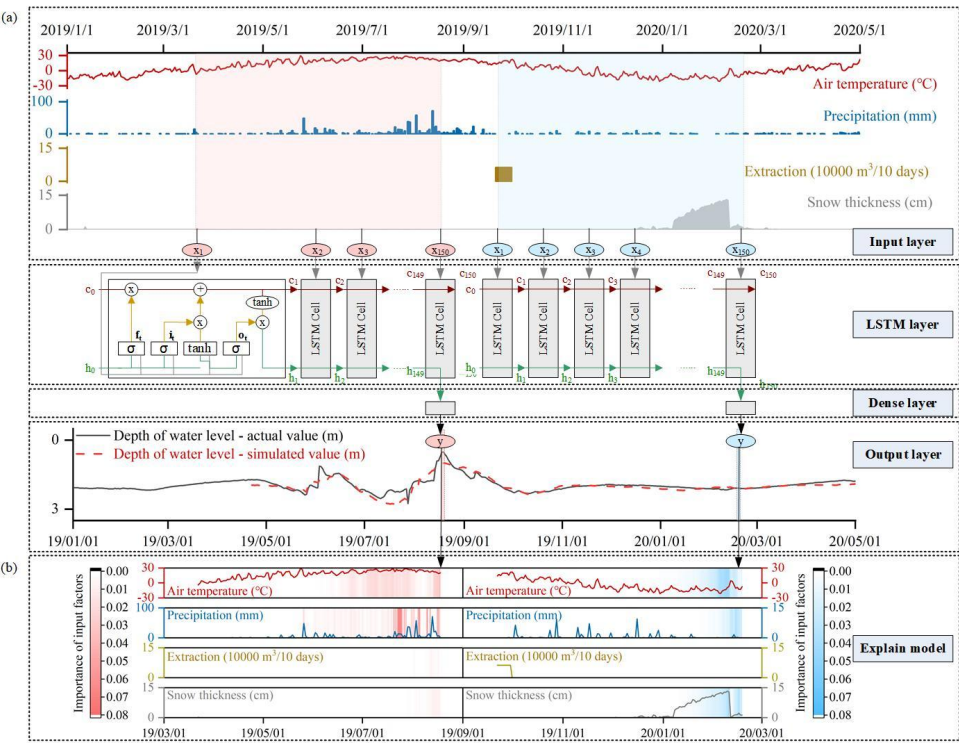 (a)
2019/1/1 2019/3/1 2019/5/1 2019/7/1 2019/9/1 2019/11/1 2020/1/1 2020/3/1 2020/5/1
30
0
-30
Air temperature (℃)
100
0
Precipitation (mm)
15
0
Extraction (10000 m³/10 days)
15
0
Snow thickness (cm)
x₁ x₂ x₃ x₁₅₀ x₁ x₂ x₃ x₄ x₁₅₀
Input layer
c₀ c₁ c₂ c₁₄₉ c₁₅₀ c₀ c₁ c₂ c₃ c₁₄₉ c₁₅₀
x + tanh
x x
fₜ iₜ oₜ
σ σ tanh σ
LSTM Cell LSTM Cell LSTM Cell LSTM Cell LSTM Cell LSTM Cell LSTM Cell LSTM Cell LSTM Cell
LSTM layer
h₀ h₁ h₂ h₁₄₉ h₀ h₁ h₂ h₃ h₁₄₉
Dense layer
0
3
Depth of water level - actual value (m)
Depth of water level - simulated value (m)
y y
Output layer
19/01/01 19/03/01 19/05/01 19/07/01 19/09/01 19/11/01 20/01/01 20/03/01 20/05/01
(b)
Importance of input factors
0.00
0.01
0.02
0.03
0.04
0.05
0.06
0.07
0.08
30
0
-30
Air temperature (℃) Air temperature (℃)
30
0
-30
100
0
Precipitation (mm) Precipitation (mm)
15
0
15
0
Extraction (10000 m³/10 days) Extraction (10000 m³/10 days)
15
0
15
0
Snow thickness (cm) Snow thickness (cm)
15
0
19/03/01 19/05/01 19/07/01 19/09/01 19/11/01 20/01/01 20/03/01
Importance of input factors
0.00
0.01
0.02
0.03
0.04
0.05
0.06
0.07
0.08
Explain model